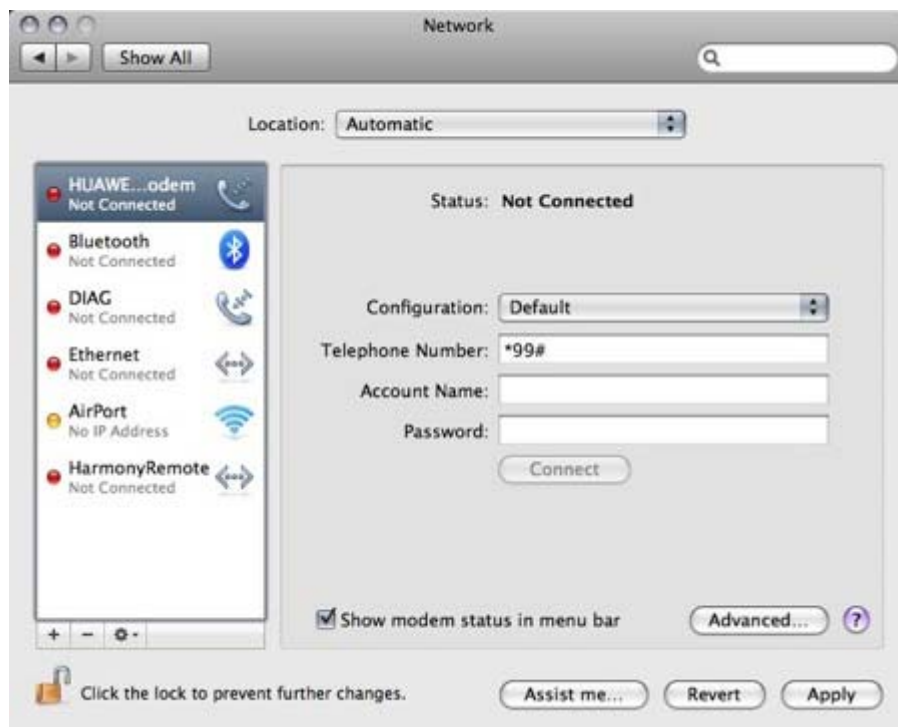 Network
Show All
Location: Automatic
HUAWE...odem
Not Connected
Bluetooth
Not Connected
DIAG
Not Connected
Ethernet
Not Connected
AirPort
No IP Address
HarmonyRemote
Not Connected
Status: Not Connected
Configuration: Default
Telephone Number: *99#
Account Name:
Password:
Connect
Show modem status in menu bar
Advanced...
?
Click the lock to prevent further changes.
Assist me...
Revert
Apply